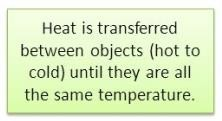 Heat is transferred
between objects (hot to
cold) until they are all
the same temperature.